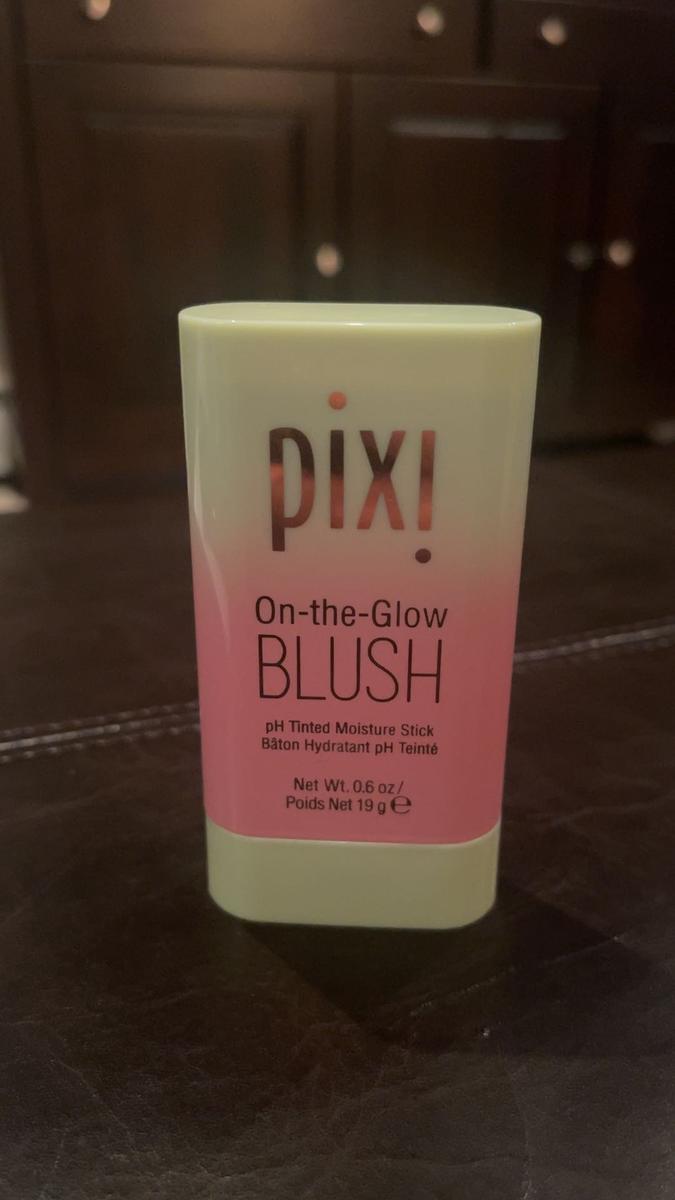 pixi
On-the-Glow
BLUSH
pH Tinted Moisture Stick
Bâton Hydratant pH Teinté
Net Wt. 0.6 oz /
Poids Net 19 g ℮